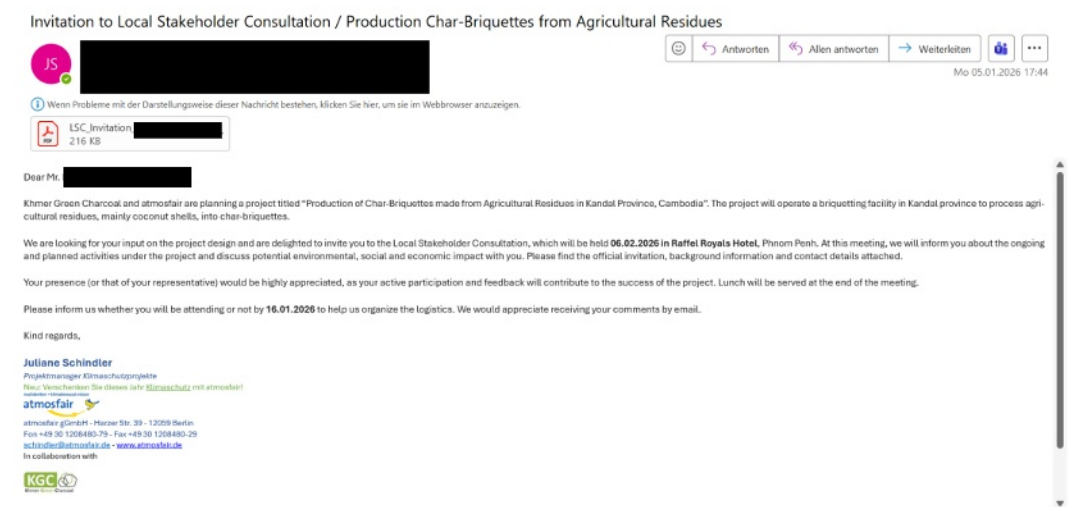 Invitation to Local Stakeholder Consultation / Production Char-Briquettes from Agricultural Residues
JS
Antworten
Allen antworten
Weiterleiten
Mo 05.01.2026 17:44
Wenn Probleme mit der Darstellungsweise dieser Nachricht bestehen, klicken Sie hier, um sie im Webbrowser anzuzeigen.
PDF
LSC_Invitation_
216 KB
Dear Mr.
Khmer Green Charcoal and atmosfair are planning a project titled "Production of Char-Briquettes made from Agricultural Residues in Kandal Province, Cambodia". The project will operate a briquetting facility in Kandal province to process agri-
cultural residues, mainly coconut shells, into char-briquettes.
We are looking for your input on the project design and are delighted to invite you to the Local Stakeholder Consultation, which will be held 06.02.2026 in Raffel Royals Hotel, Phnom Penh. At this meeting, we will inform you about the ongoing
and planned activities under the project and discuss potential environmental, social and economic impact with you. Please find the official invitation, background information and contact details attached.
Your presence (or that of your representative) would be highly appreciated, as your active participation and feedback will contribute to the success of the project. Lunch will be served at the end of the meeting.
Please inform us whether you will be attending or not by 16.01.2026 to help us organize the logistics. We would appreciate receiving your comments by email.
Kind regards,
Juliane Schindler
Projektmanager Klimaschutzprojekte
Neu: Verschenken Sie dieses Jahr Klimaschutz mit atmosfair!
atmosfair
atmosfair gGmbH - Harzer Str. 39 - 12059 Berlin
Fon +49 30 1208480-79 - Fax +49 30 1208480-29
schindler@atmosfair.de - www.atmosfair.de
In collaboration with
KGC
Khmer Green Charcoal